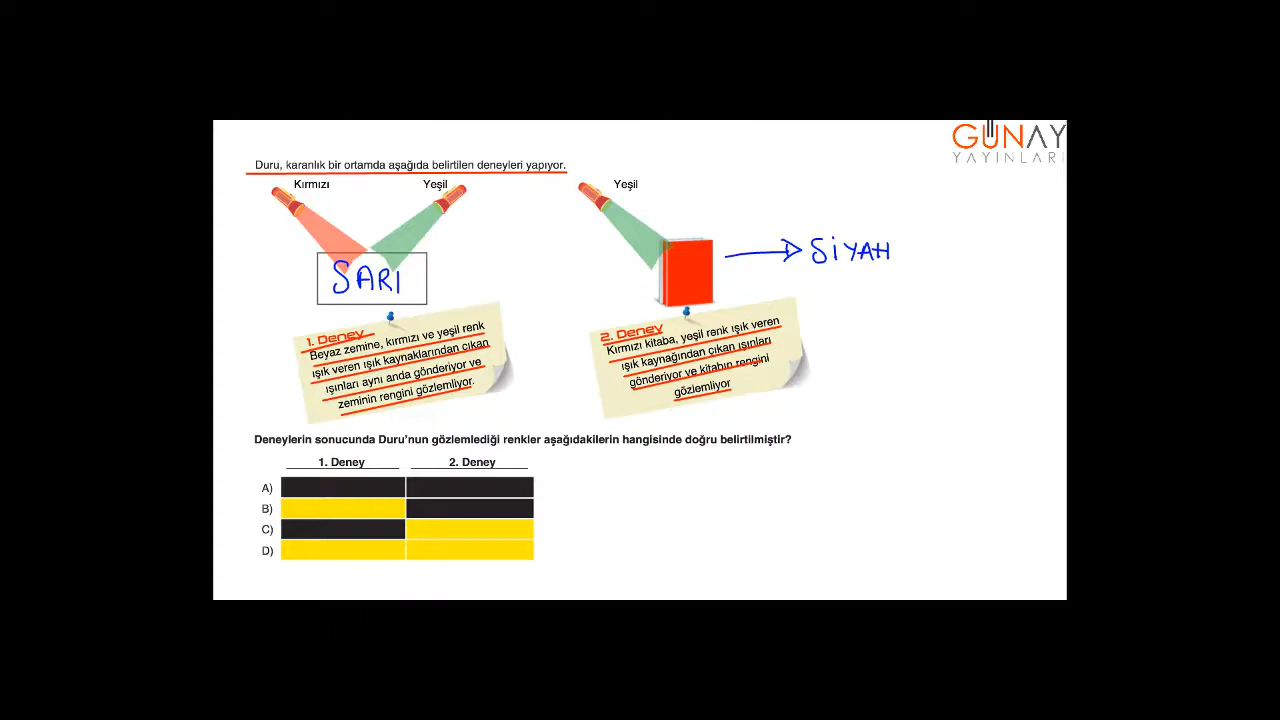 GÜNAY
YAYINLARI
Duru, karanlık bir ortamda aşağıda belirtilen deneyleri yapıyor.
Kırmızı
Yeşil
SARI
1. Deney
Beyaz zemine, kırmızı ve yeşil renk
ışık veren ışık kaynaklarından çıkan
ışınları aynı anda gönderiyor ve
zeminin rengini gözlemliyor.
Yeşil
SİYAH
2. Deney
Kırmızı kitaba, yeşil renk ışık veren
ışık kaynağından çıkan ışınları
gönderiyor ve kitabın rengini
gözlemliyor
Deneylerin sonucunda Duru'nun gözlemlediği renkler aşağıdakilerin hangisinde doğru belirtilmiştir?
1. Deney 2. Deney
A)
B)
C)
D)